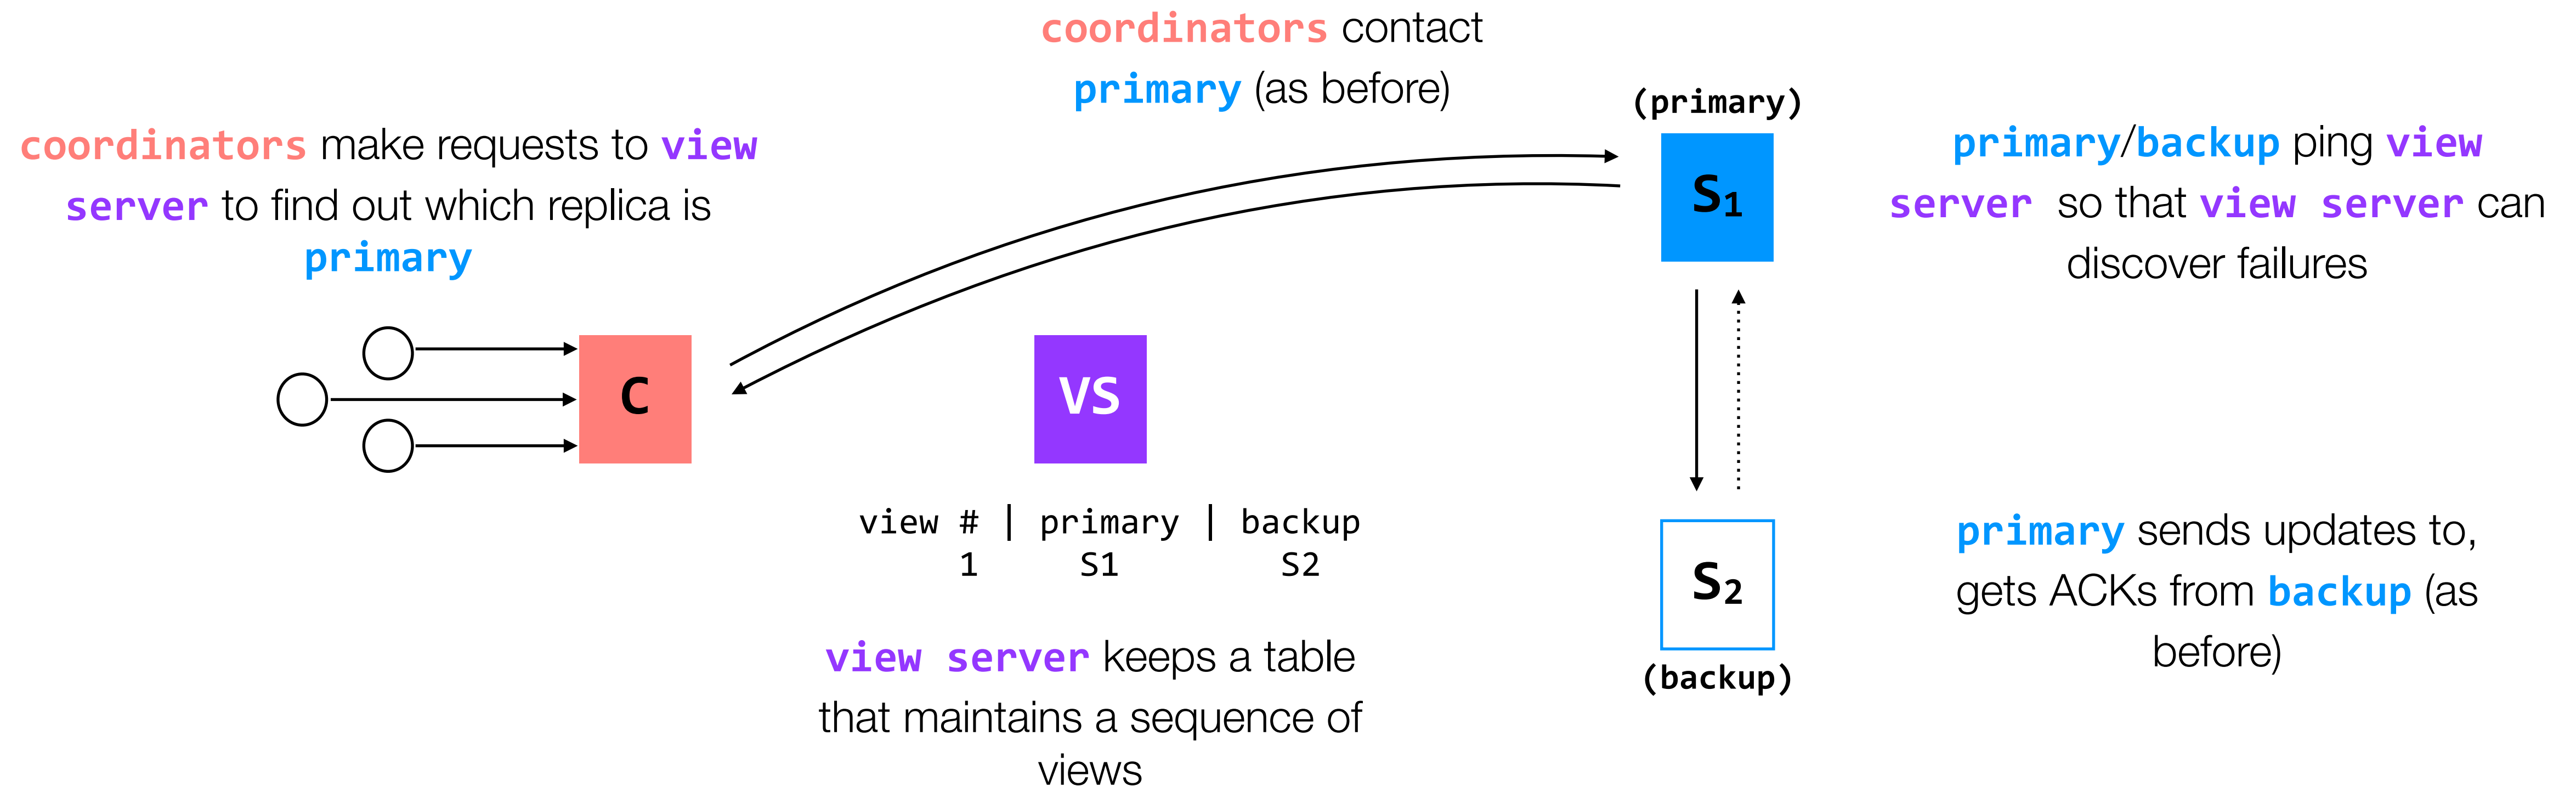 coordinators contact
primary (as before)
coordinators make requests to view
server to find out which replica is
primary
(primary)
S1
primary/backup ping view
server so that view server can
discover failures
C
VS
view # | primary | backup
1 S1 S2
view server keeps a table
that maintains a sequence of
views
S2
(backup)
primary sends updates to,
gets ACKs from backup (as
before)